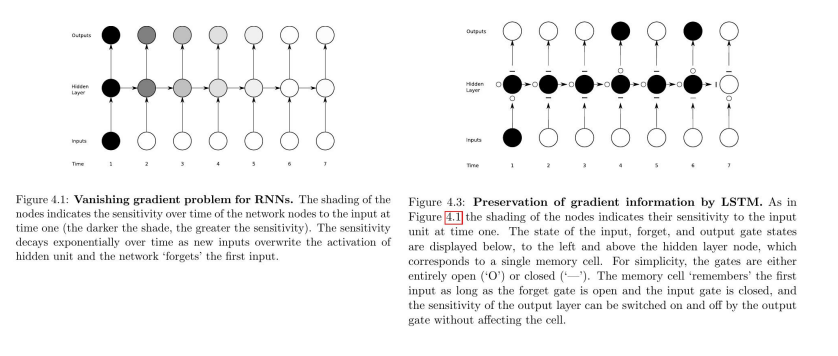 Outputs
Hidden
Layer
Inputs
Time 1 2 3 4 5 6 7
Figure 4.1: Vanishing gradient problem for RNNs. The shading of the
nodes indicates the sensitivity over time of the network nodes to the input at
time one (the darker the shade, the greater the sensitivity). The sensitivity
decays exponentially over time as new inputs overwrite the activation of
hidden unit and the network ‘forgets’ the first input.
Outputs
Hidden
Layer
Inputs
Time 1 2 3 4 5 6 7
Figure 4.3: Preservation of gradient information by LSTM. As in
Figure 4.1 the shading of the nodes indicates their sensitivity to the input
unit at time one. The state of the input, forget, and output gate states
are displayed below, to the left and above the hidden layer node, which
corresponds to a single memory cell. For simplicity, the gates are either
entirely open (‘O’) or closed (‘—’). The memory cell ‘remembers’ the first
input as long as the forget gate is open and the input gate is closed, and
the sensitivity of the output layer can be switched on and off by the output
gate without affecting the cell.